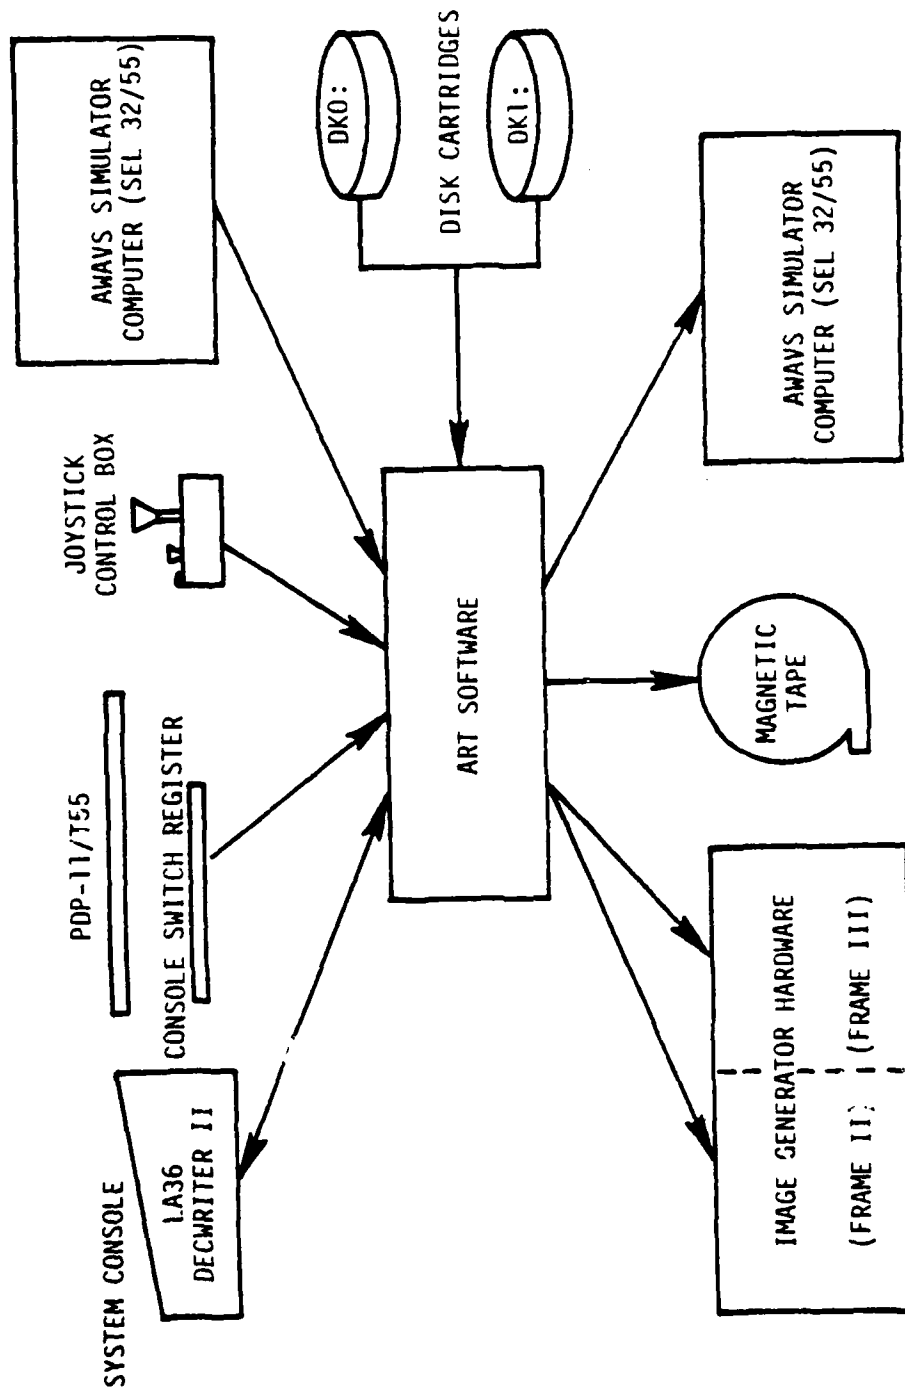 SYSTEM CONSOLE
LA36
DECWRITER II
PDP-11/T55
CONSOLE SWITCH REGISTER
JOYSTICK
CONTROL BOX
AWAVS SIMULATOR
COMPUTER (SEL 32/55)
ART SOFTWARE
DK0:
DISK CARTRIDGES
DK1:
IMAGE GENERATOR HARDWARE
(FRAME II)
(FRAME III)
MAGNETIC
TAPE
AWAVS SIMULATOR
COMPUTER (SEL 32/55)